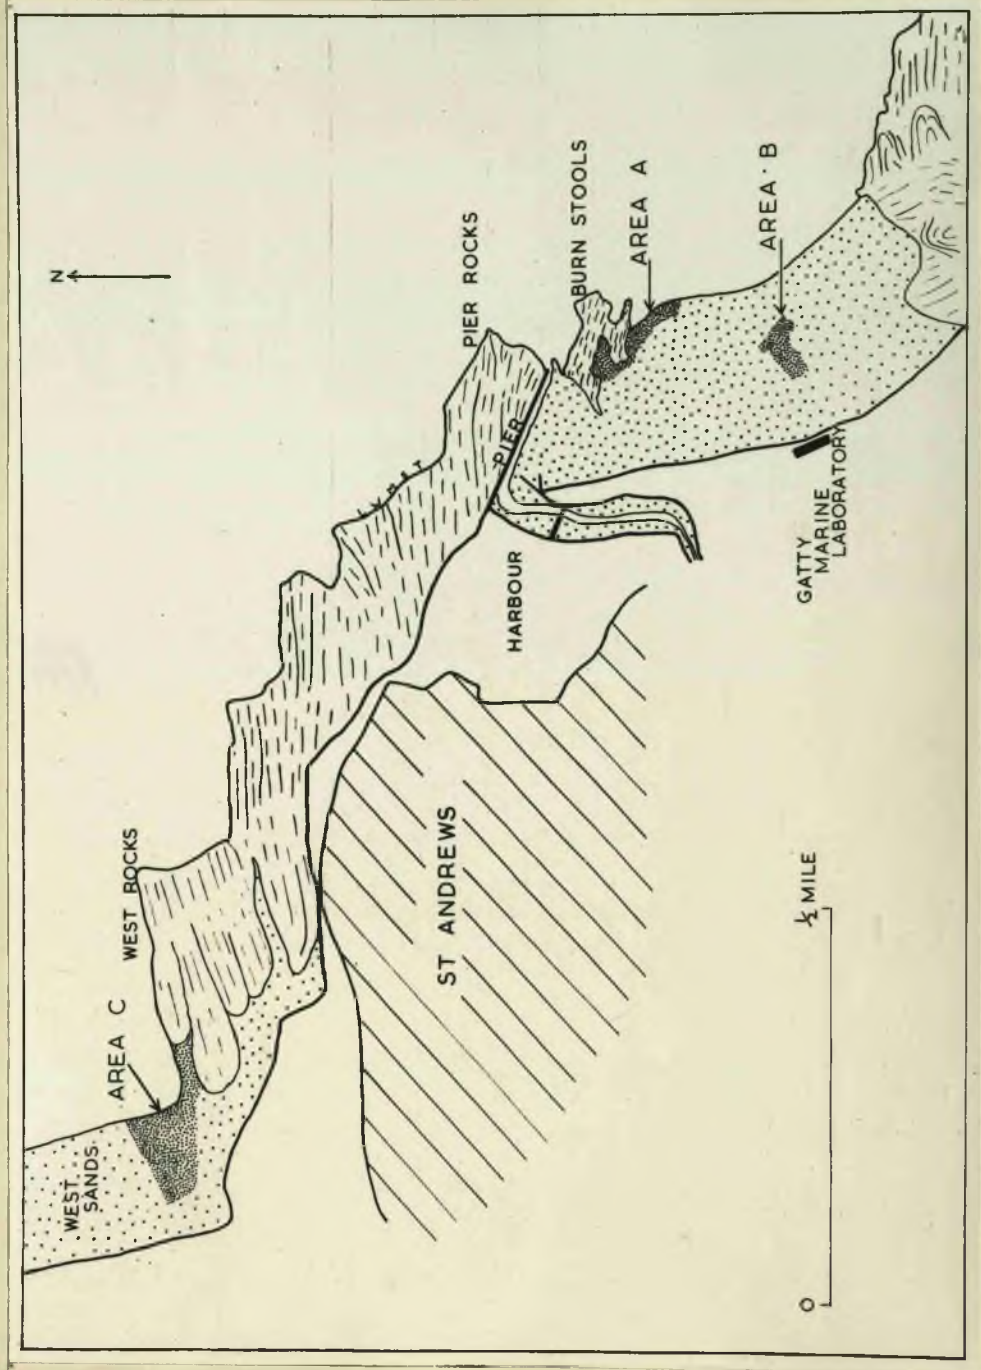 N
WEST
SANDS
AREA C
WEST ROCKS
PIER ROCKS
BURN STOOLS
AREA A
AREA · B
L.W.M.S.T.
PIER
HARBOUR
ST ANDREWS
GATTY
MARINE
LABORATORY
0
½ MILE